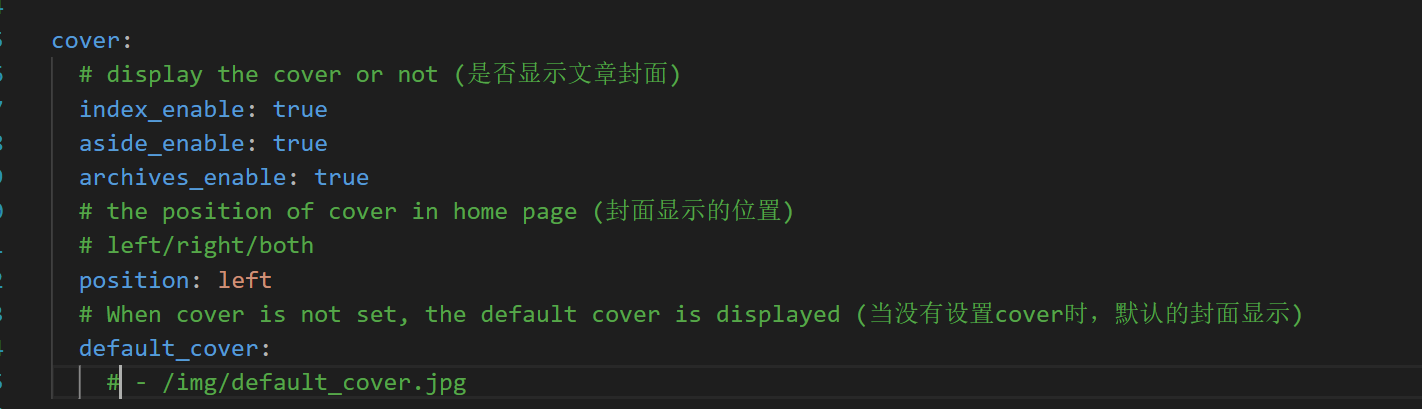 cover:
# display the cover or not (是否显示文章封面)
index_enable: true
aside_enable: true
archives_enable: true
# the position of cover in home page (封面显示的位置)
# left/right/both
position: left
# When cover is not set, the default cover is displayed (当没有设置cover时，默认的封面显示)
default_cover:
# - /img/default_cover.jpg